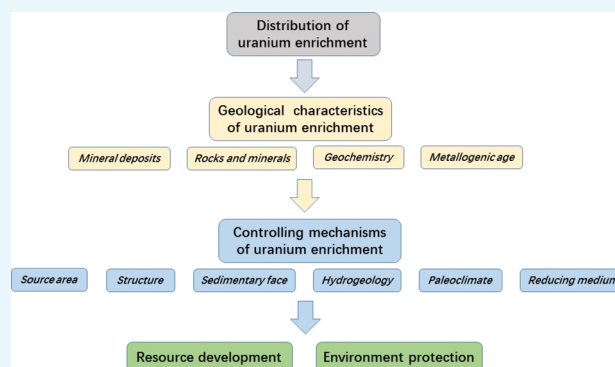 Distribution of
uranium enrichment
Geological characteristics
of uranium enrichment
Mineral deposits Rocks and minerals Geochemistry Metallogenic age
Controlling mechanisms
of uranium enrichment
Source area Structure Sedimentary face Hydrogeology Paleoclimate Reducing medium
Resource development Environment protection